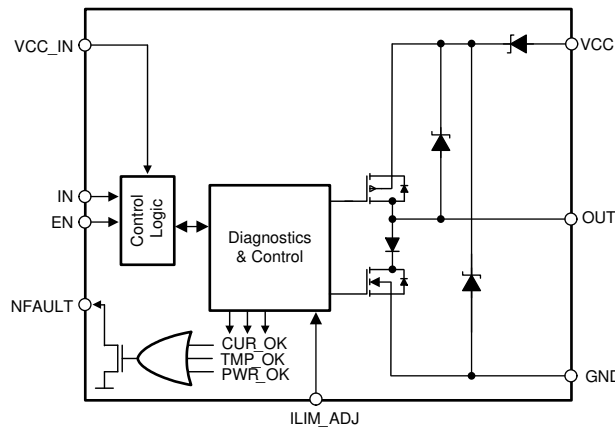 VCC_IN
VCC
IN
EN
Control
Logic
Diagnostics
& Control
OUT
NFAULT
CUR_OK
TMP_OK
PWR_OK
GND
ILIM_ADJ